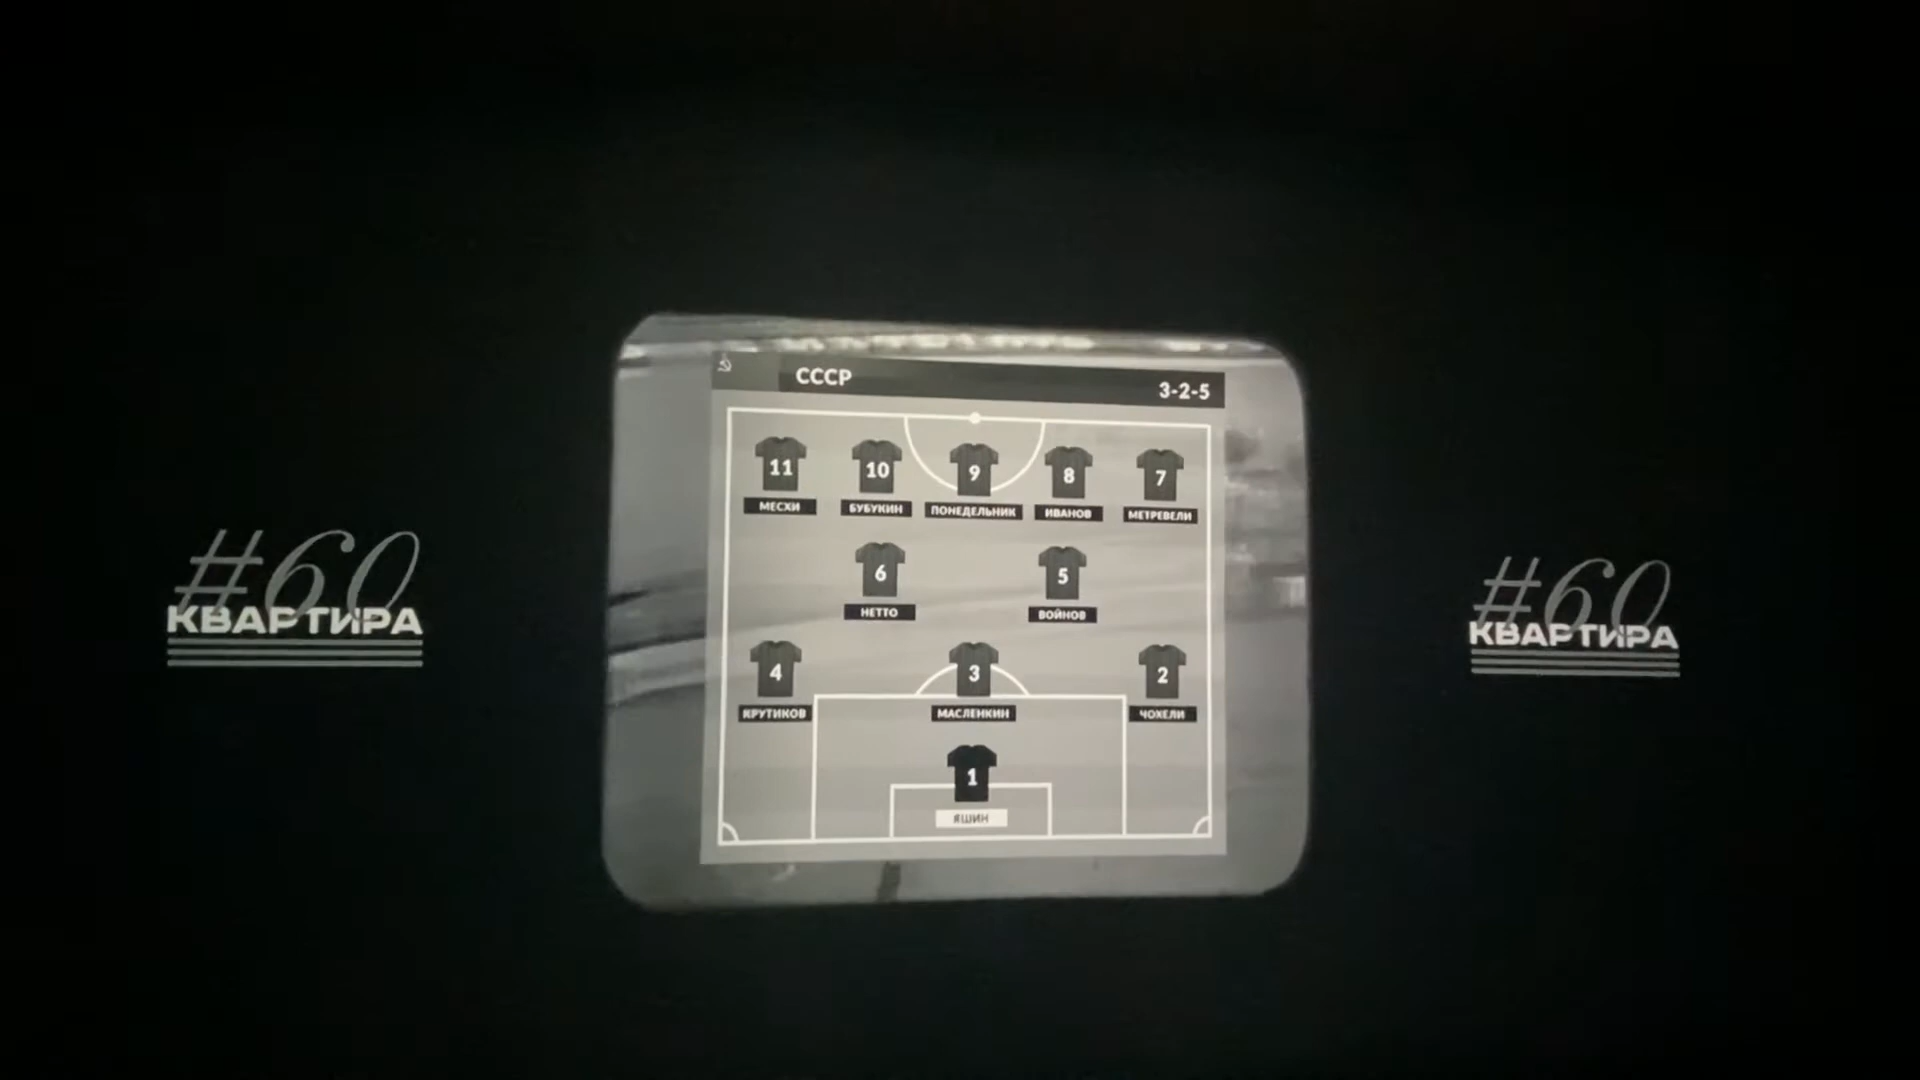 СССР
3-2-5
11 10 9 8 7
МЕСХИ БУБУКИН ПОНЕДЕЛЬНИК ИВАНОВ МЕТРЕВЕЛИ
6 5
НЕТТО ВОЙНОВ
4 3 2
КРУТИКОВ МАСЛЕНКИН ЧОХЕЛИ
1
ЯШИН
#60
КВАРТИРА
#60
КВАРТИРА